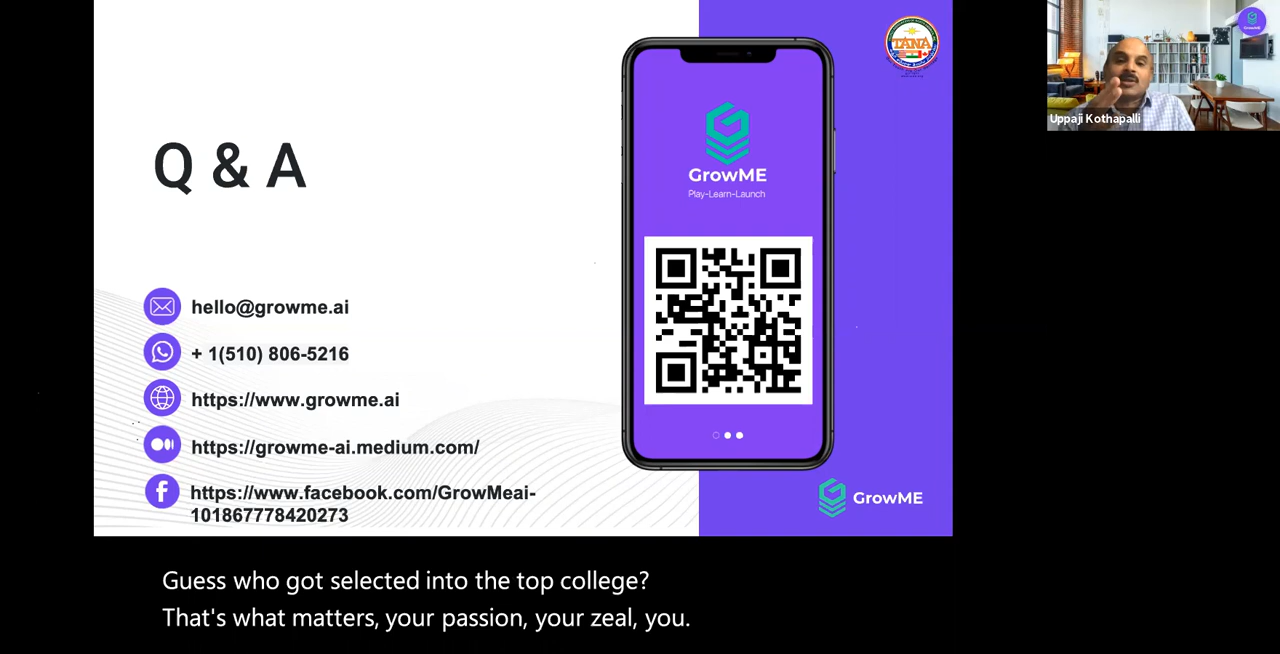 Q & A
hello@growme.ai
+ 1(510) 806-5216
https://www.growme.ai
https://growme-ai.medium.com/
https://www.facebook.com/GrowMeai-
101867778420273
GrowME
Play-Learn-Launch
TANA
GrowME
Uppaji Kothapalli
Guess who got selected into the top college?
That's what matters, your passion, your zeal, you.